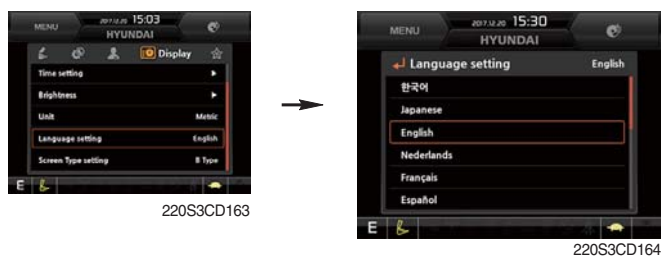 MENU
2017.12.20 15:03
HYUNDAI
Display
Time setting
Brightness
Unit Metric
Language setting English
Screen Type setting B Type
E
220S3CD163
MENU
2017.12.20 15:30
HYUNDAI
Language setting English
한국어
Japanese
English
Nederlands
Français
Español
E
220S3CD164